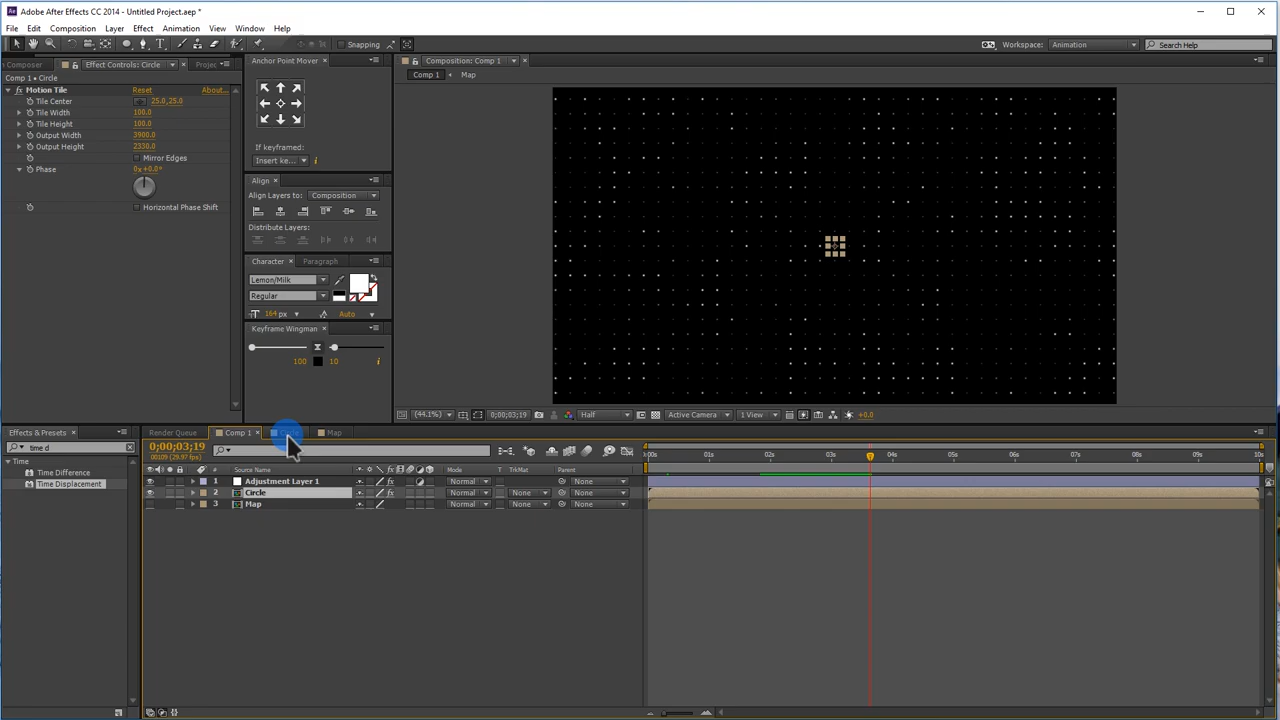 Adobe After Effects CC 2014 - Untitled Project.aep *
File Edit Composition Layer Effect Animation View Window Help
Snapping
Workspace: Animation
Search Help
Composer
Effect Controls: Circle
Projec
Comp 1 • Circle
Motion Tile Reset About...
Tile Center 25.0,25.0
Tile Width 100.0
Tile Height 100.0
Output Width 3900.0
Output Height 2330.0
Mirror Edges
Phase 0x+0.0°
Horizontal Phase Shift
Anchor Point Mover
If keyframed:
Insert ke...
Align
Align Layers to: Composition
Distribute Layers:
Character Paragraph
Lemon/Milk
Regular
164 px Auto
Keyframe Wingman
100 10
Composition: Comp 1
Comp 1 Map
(44.1%) 0;00;03;19 Half Active Camera 1 View +0.0
Effects & Presets
time d
Time
Time Difference
Time Displacement
Render Queue Comp 1 Circle Map
0;00;03;19
00109 (29.97 fps)
:00s 01s 02s 03s 04s 05s 06s 07s 08s 09s 10s
# Source Name Mode T TrkMat Parent
1 Adjustment Layer 1 Normal None
2 Circle Normal None None
3 Map Normal None None